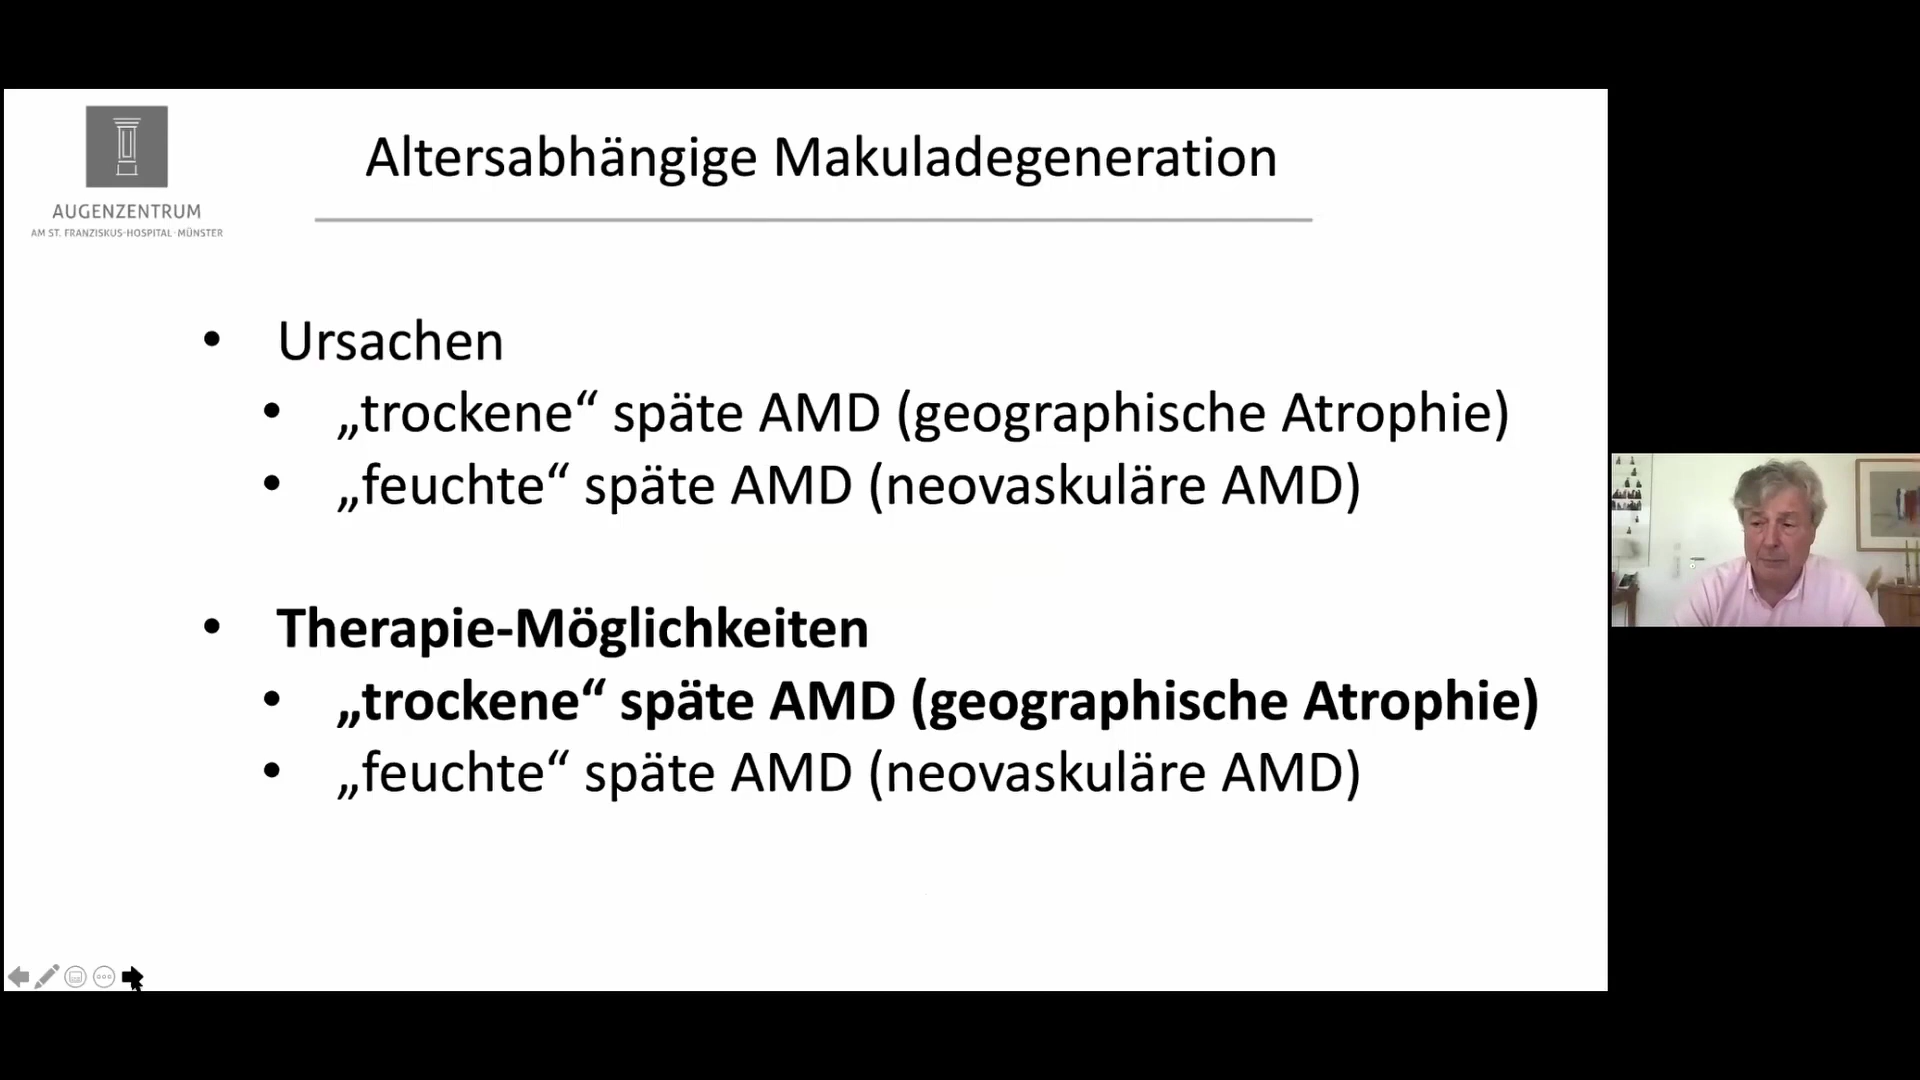 AUGENZENTRUM
AM ST. FRANZISKUS-HOSPITAL·MÜNSTER
Altersabhängige Makuladegeneration
• Ursachen
• „trockene“ späte AMD (geographische Atrophie)
• „feuchte“ späte AMD (neovaskuläre AMD)
• Therapie-Möglichkeiten
• „trockene“ späte AMD (geographische Atrophie)
• „feuchte“ späte AMD (neovaskuläre AMD)